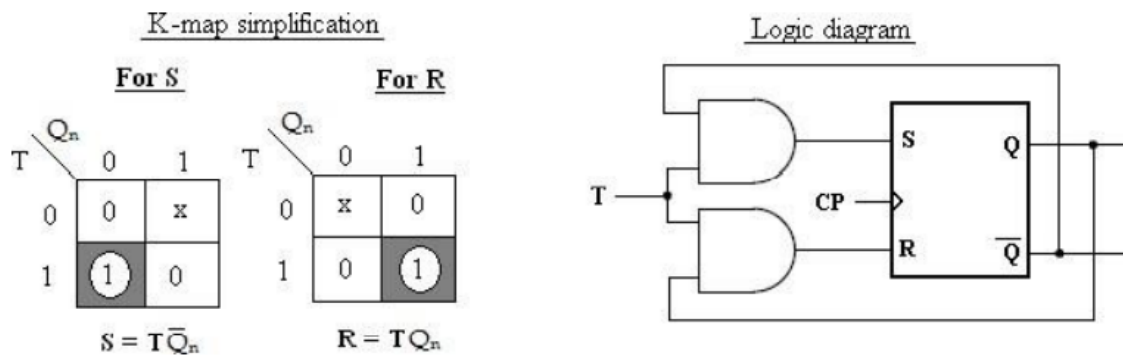 K-map simplification
For S
Qn
T
0 1
0 0 x
1 1 0
S = TQ̅n
For R
Qn
T
0 1
0 x 0
1 0 1
R = TQn
Logic diagram
T
CP
S
R
Q
Q̅